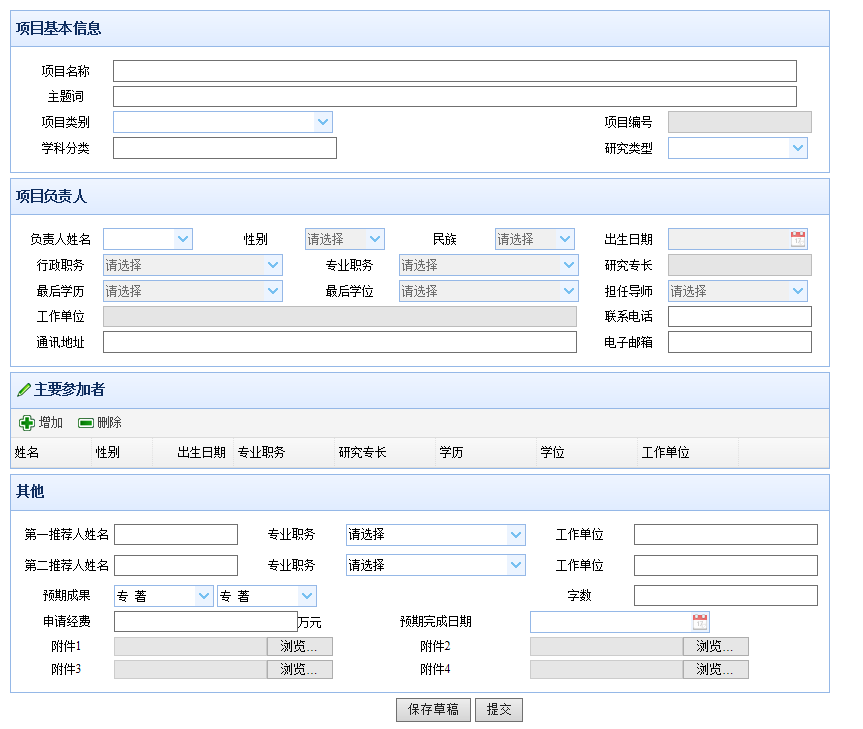 项目基本信息
项目名称
主题词
项目类别 项目编号
学科分类 研究类型
项目负责人
负责人姓名 性别 请选择 民族 请选择 出生日期
行政职务 请选择 专业职务 请选择 研究专长
最后学历 请选择 最后学位 请选择 担任导师 请选择
工作单位 联系电话
通讯地址 电子邮箱
主要参加者
增加 删除
姓名 性别 出生日期 专业职务 研究专长 学历 学位 工作单位
其他
第一推荐人姓名 专业职务 请选择 工作单位
第二推荐人姓名 专业职务 请选择 工作单位
预期成果 专 著 专 著 字数
申请经费 万元 预期完成日期
附件1 浏览... 附件2 浏览...
附件3 浏览... 附件4 浏览...
保存草稿 提交